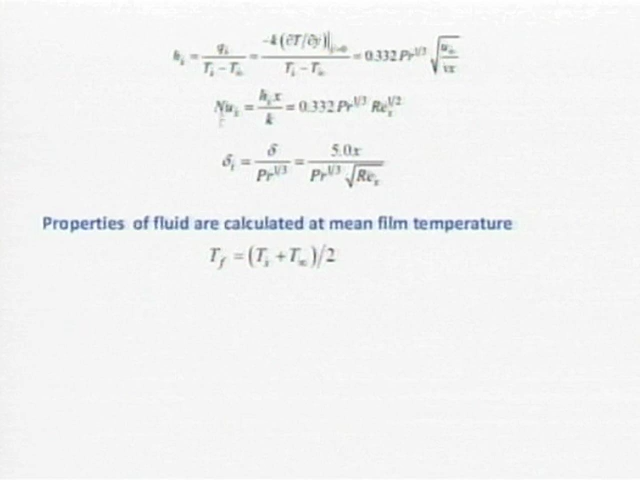 h_x = q_s / (T_s − T_∞) = −k (∂T/∂y)|_{y=0} / (T_s − T_∞) = 0.332 Pr^{1/3} √(u_∞ / νx)
Nu_x = h_x x / k = 0.332 Pr^{1/3} Re_x^{1/2}
δ_t = δ / Pr^{1/3} = 5.0x / (Pr^{1/3} √Re_x)
Properties of fluid are calculated at mean film temperature
T_f = (T_s + T_∞)/2